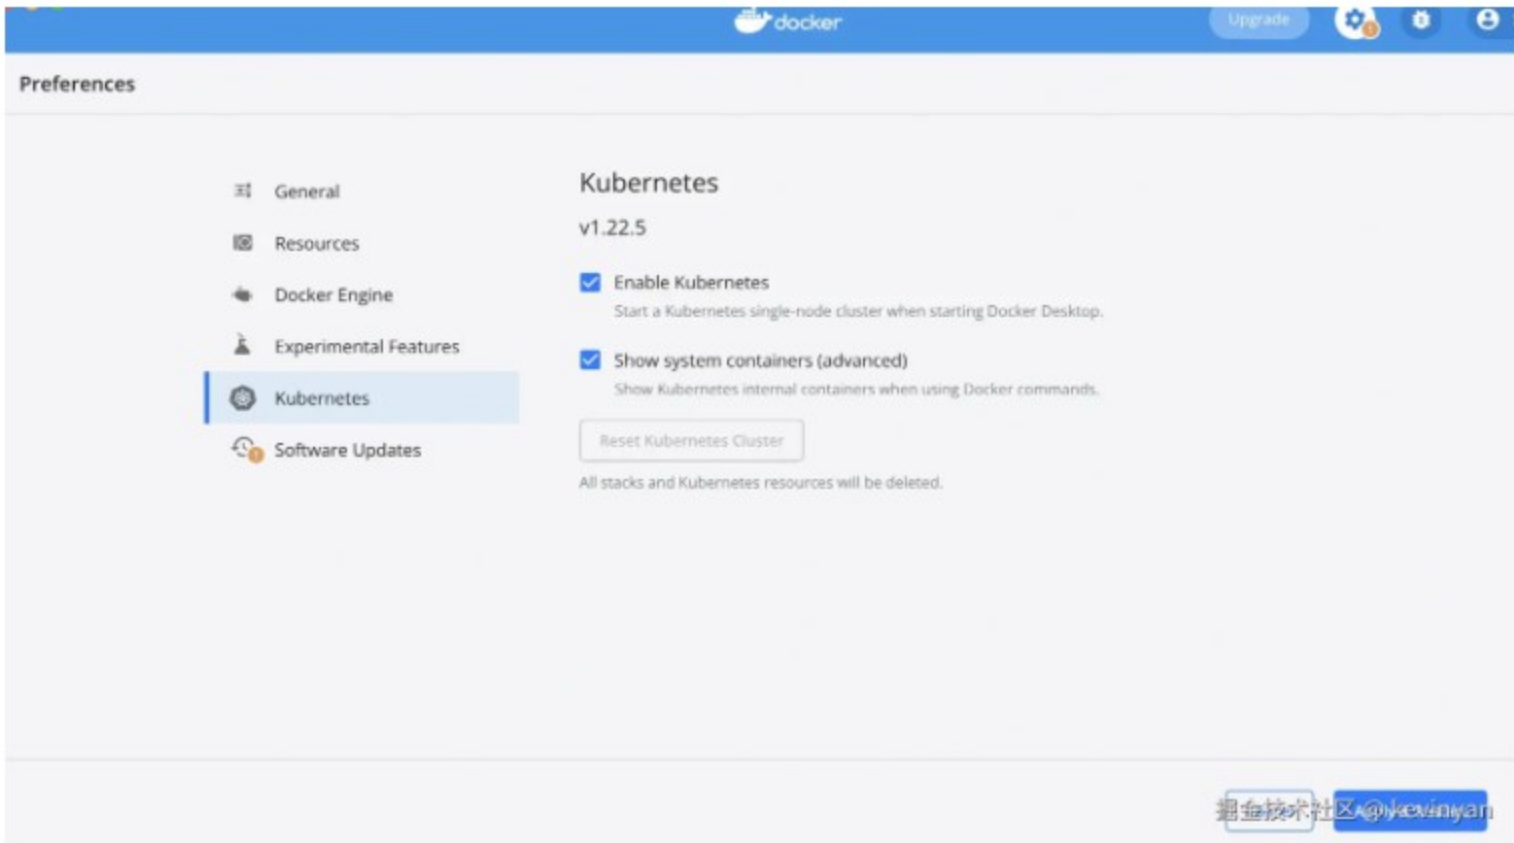 docker
Upgrade
Preferences
General
Resources
Docker Engine
Experimental Features
Kubernetes
Software Updates
Kubernetes
v1.22.5
Enable Kubernetes
Start a Kubernetes single-node cluster when starting Docker Desktop.
Show system containers (advanced)
Show Kubernetes internal containers when using Docker commands.
Reset Kubernetes Cluster
All stacks and Kubernetes resources will be deleted.
掘金技术社区 @ kevinyan